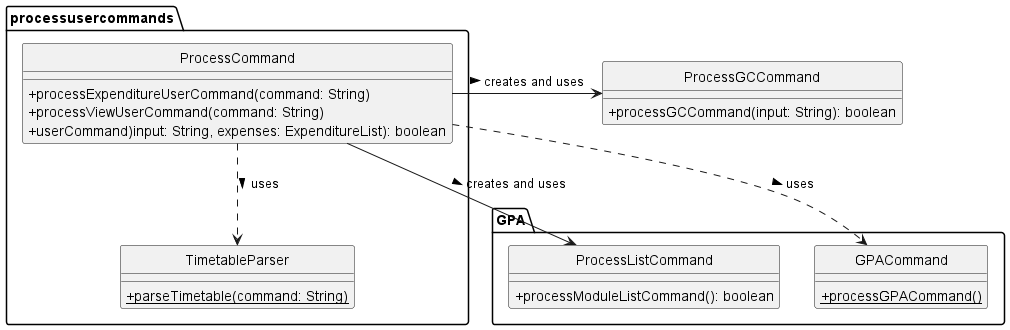 processusercommands
ProcessCommand
+processExpenditureUserCommand(command: String)
+processViewUserCommand(command: String)
+userCommand)input: String, expenses: ExpenditureList): boolean
creates and uses
ProcessGCCommand
+processGCCommand(input: String): boolean
uses
creates and uses
uses
GPA
TimetableParser
+parseTimetable(command: String)
ProcessListCommand
+processModuleListCommand(): boolean
GPACommand
+processGPACommand()